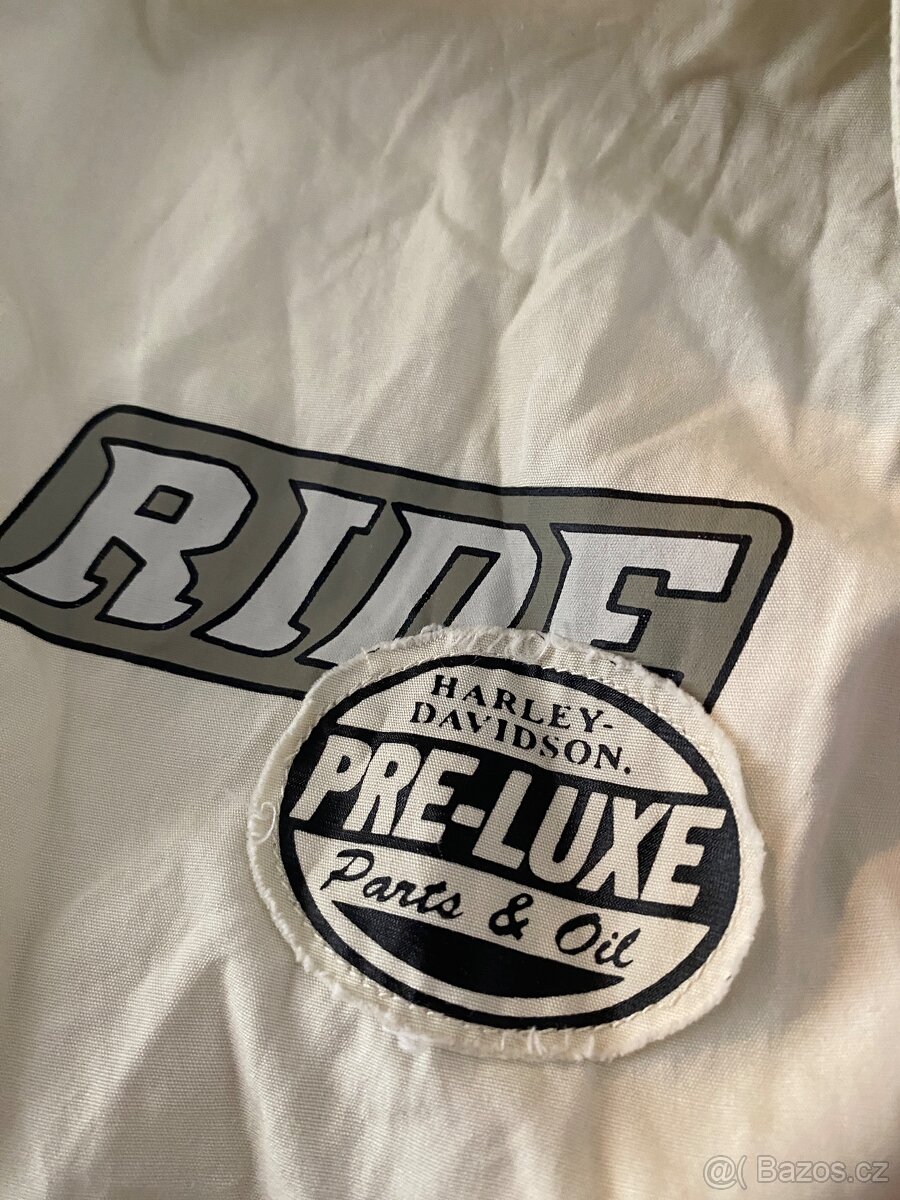 RIDE
HARLEY-
DAVIDSON.
PRE-LUXE
Parts & Oil
@( Bazos.cz